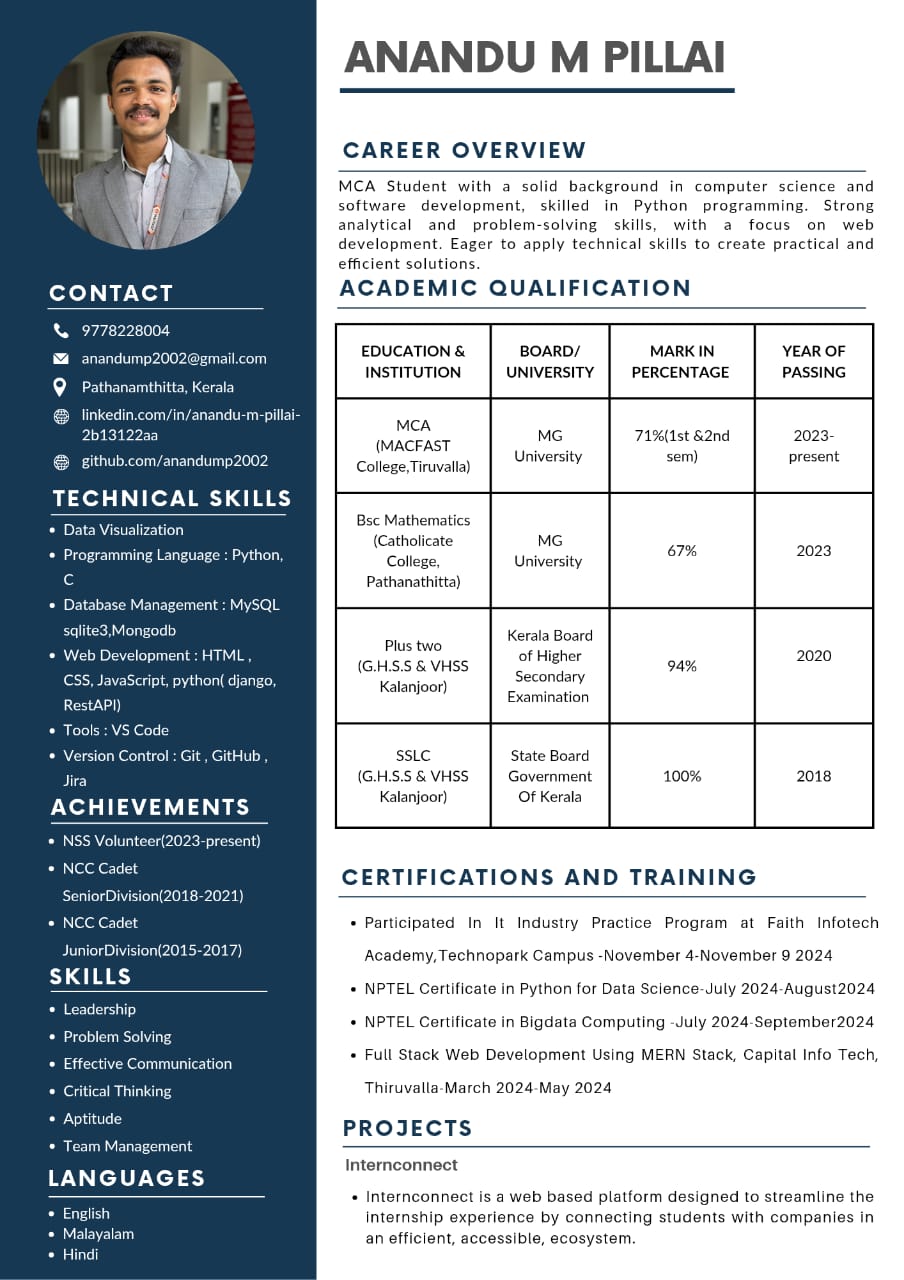 ANANDU M PILLAI
CONTACT
9778228004
anandump2002@gmail.com
Pathanamthitta, Kerala
linkedin.com/in/anandu-m-pillai-
2b13122aa
github.com/anandump2002
TECHNICAL SKILLS
• Data Visualization
• Programming Language : Python,
C
• Database Management : MySQL
sqlite3,Mongodb
• Web Development : HTML ,
CSS, JavaScript, python( django,
RestAPI)
• Tools : VS Code
• Version Control : Git , GitHub ,
Jira
ACHIEVEMENTS
• NSS Volunteer(2023-present)
• NCC Cadet
SeniorDivision(2018-2021)
• NCC Cadet
JuniorDivision(2015-2017)
SKILLS
• Leadership
• Problem Solving
• Effective Communication
• Critical Thinking
• Aptitude
• Team Management
LANGUAGES
• English
• Malayalam
• Hindi
CAREER OVERVIEW
MCA Student with a solid background in computer science and
software development, skilled in Python programming. Strong
analytical and problem-solving skills, with a focus on web
development. Eager to apply technical skills to create practical and
efficient solutions.
ACADEMIC QUALIFICATION
EDUCATION &
INSTITUTION
BOARD/
UNIVERSITY
MARK IN
PERCENTAGE
YEAR OF
PASSING
MCA
(MACFAST
College,Tiruvalla)
MG
University
71%(1st &2nd
sem)
2023-
present
Bsc Mathematics
(Catholicate
College,
Pathanathitta)
MG
University
67%
2023
Plus two
(G.H.S.S & VHSS
Kalanjoor)
Kerala Board
of Higher
Secondary
Examination
94%
2020
SSLC
(G.H.S.S & VHSS
Kalanjoor)
State Board
Government
Of Kerala
100%
2018
CERTIFICATIONS AND TRAINING
• Participated In It Industry Practice Program at Faith Infotech
Academy,Technopark Campus -November 4-November 9 2024
• NPTEL Certificate in Python for Data Science-July 2024-August2024
• NPTEL Certificate in Bigdata Computing -July 2024-September2024
• Full Stack Web Development Using MERN Stack, Capital Info Tech,
Thiruvalla-March 2024-May 2024
PROJECTS
Internconnect
• Internconnect is a web based platform designed to streamline the
internship experience by connecting students with companies in
an efficient, accessible, ecosystem.